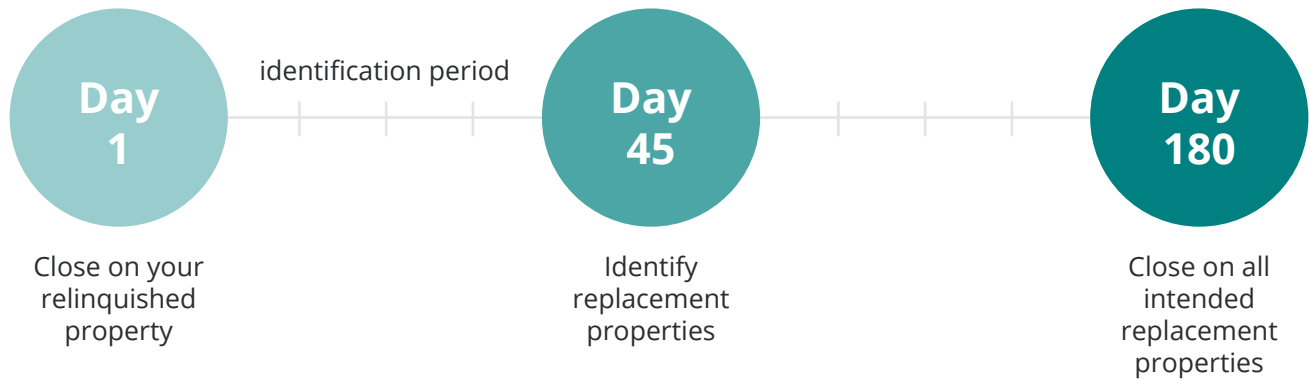 Day
1
identification period
Day
45
Day
180
Close on your
relinquished
property
Identify
replacement
properties
Close on all
intended
replacement
properties